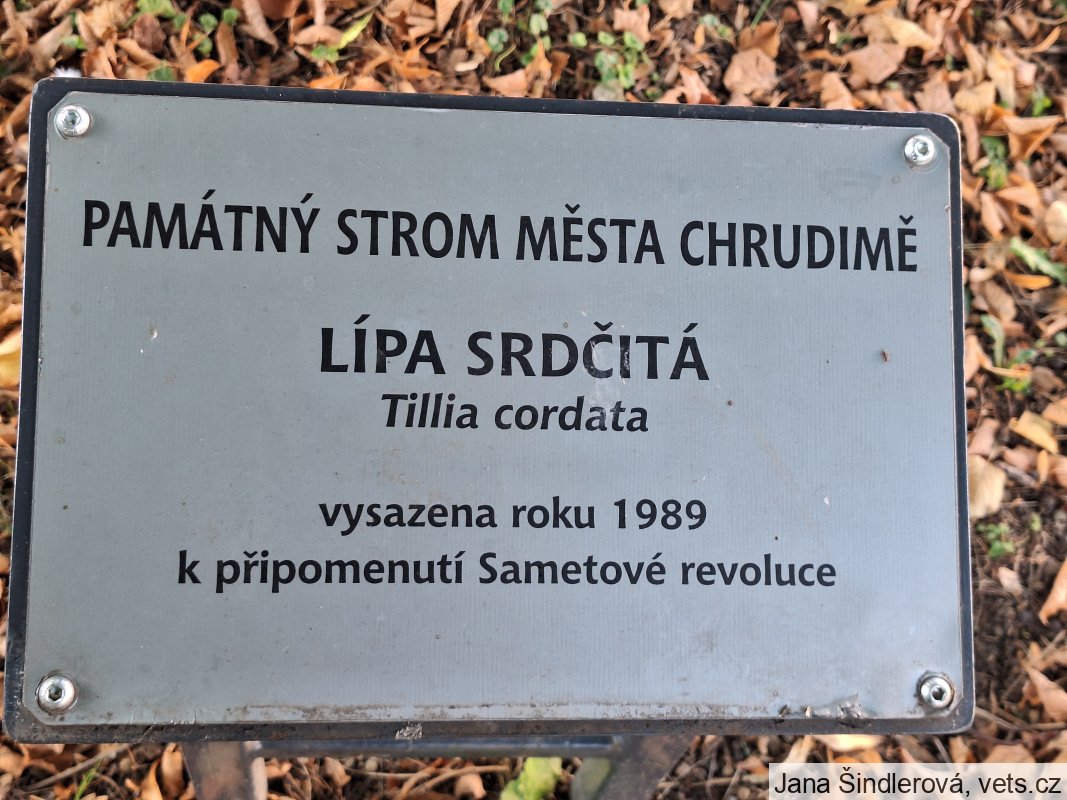 PAMÁTNÝ STROM MĚSTA CHRUDIMĚ
LÍPA SRDČITÁ
Tillia cordata
vysazena roku 1989
k připomenutí Sametové revoluce
Jana Šindlerová, vets.cz